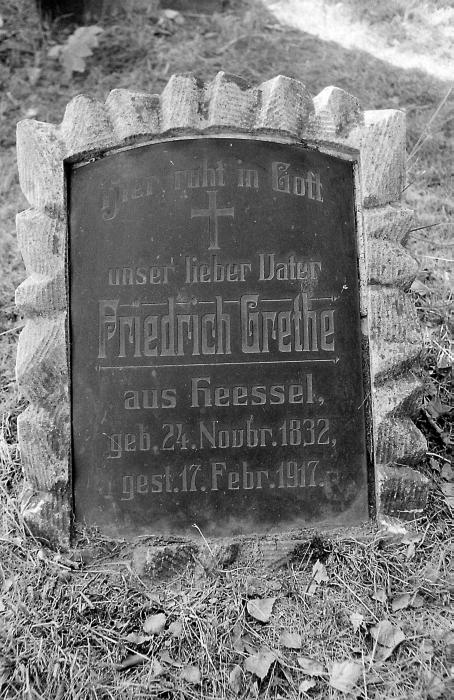 Hier ruht in Gott
unser lieber Vater
Friedrich Grethe
aus Heessel,
geb. 24. Novbr. 1832,
gest. 17. Febr. 1917.